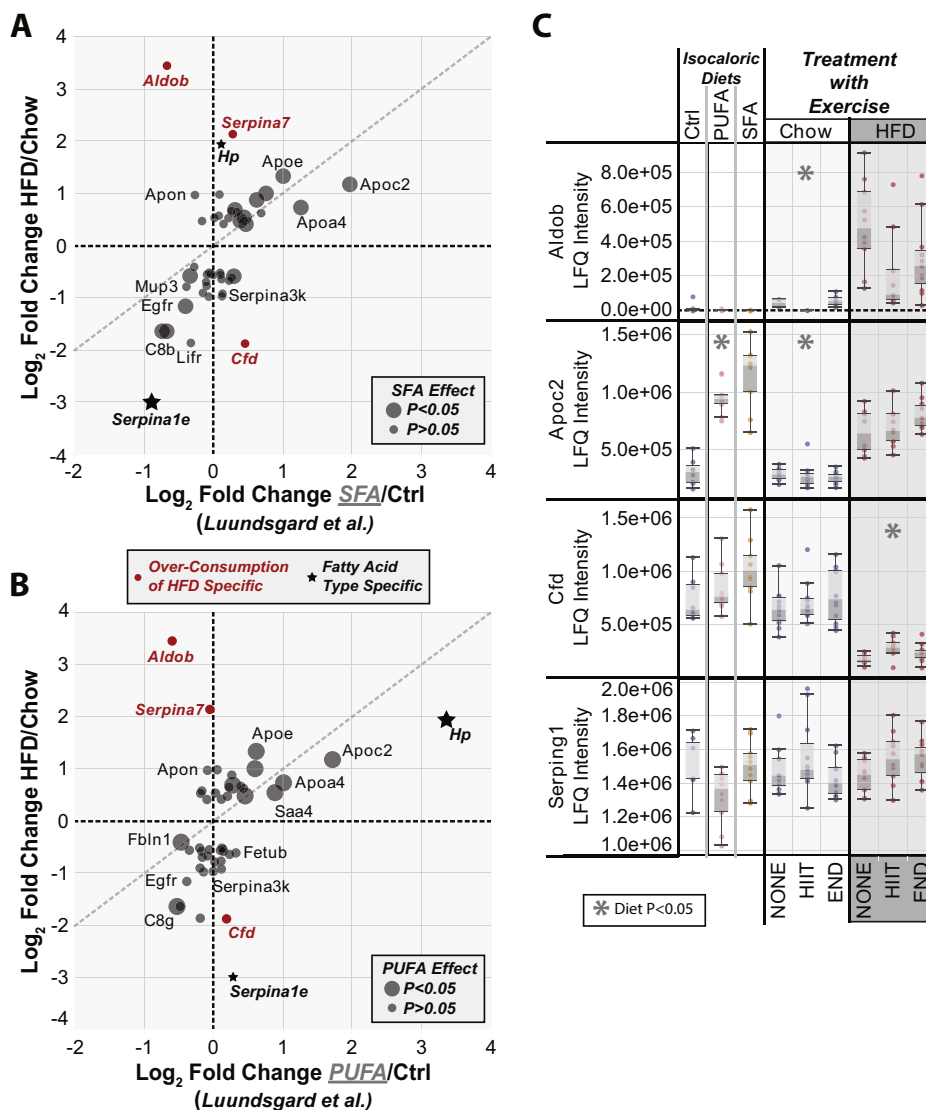 A
Log2 Fold Change HFD/Chow
4
3
2
1
0
-1
-2
-3
-4
Aldob
Serpina7
Hp
Apoe
Apon
Apoc2
Apoa4
Mup3
Serpina3k
Egfr
C8b
Lifr
Cfd
Serpina1e
SFA Effect
P<0.05
P>0.05
-2 -1 0 1 2 3 4
Log2 Fold Change SFA/Ctrl
(Luundsgard et al.)
Over-Consumption of HFD Specific
Fatty Acid Type Specific
B
Log2 Fold Change HFD/Chow
4
3
2
1
0
-1
-2
-3
-4
Aldob
Serpina7
Hp
Apoe
Apoc2
Apon
Apoa4
Saa4
Fbln1
Fetub
Egfr
Serpina3k
C8g
Cfd
Serpina1e
PUFA Effect
P<0.05
P>0.05
-2 -1 0 1 2 3 4
Log2 Fold Change PUFA/Ctrl
(Luundsgard et al.)
C
Isocaloric
Diets
Treatment
with
Exercise
Ctrl
PUFA
SFA
Chow
HFD
Aldob
LFQ Intensity
8.0e+05
6.0e+05
4.0e+05
2.0e+05
0.0e+00
*
Apoc2
LFQ Intensity
1.5e+06
1.0e+06
5.0e+05
* *
Cfd
LFQ Intensity
1.5e+06
1.0e+06
5.0e+05
*
Serping1
LFQ Intensity
2.0e+06
1.8e+06
1.6e+06
1.4e+06
1.2e+06
1.0e+06
NONE
HIIT
END
NONE
HIIT
END
* Diet P<0.05